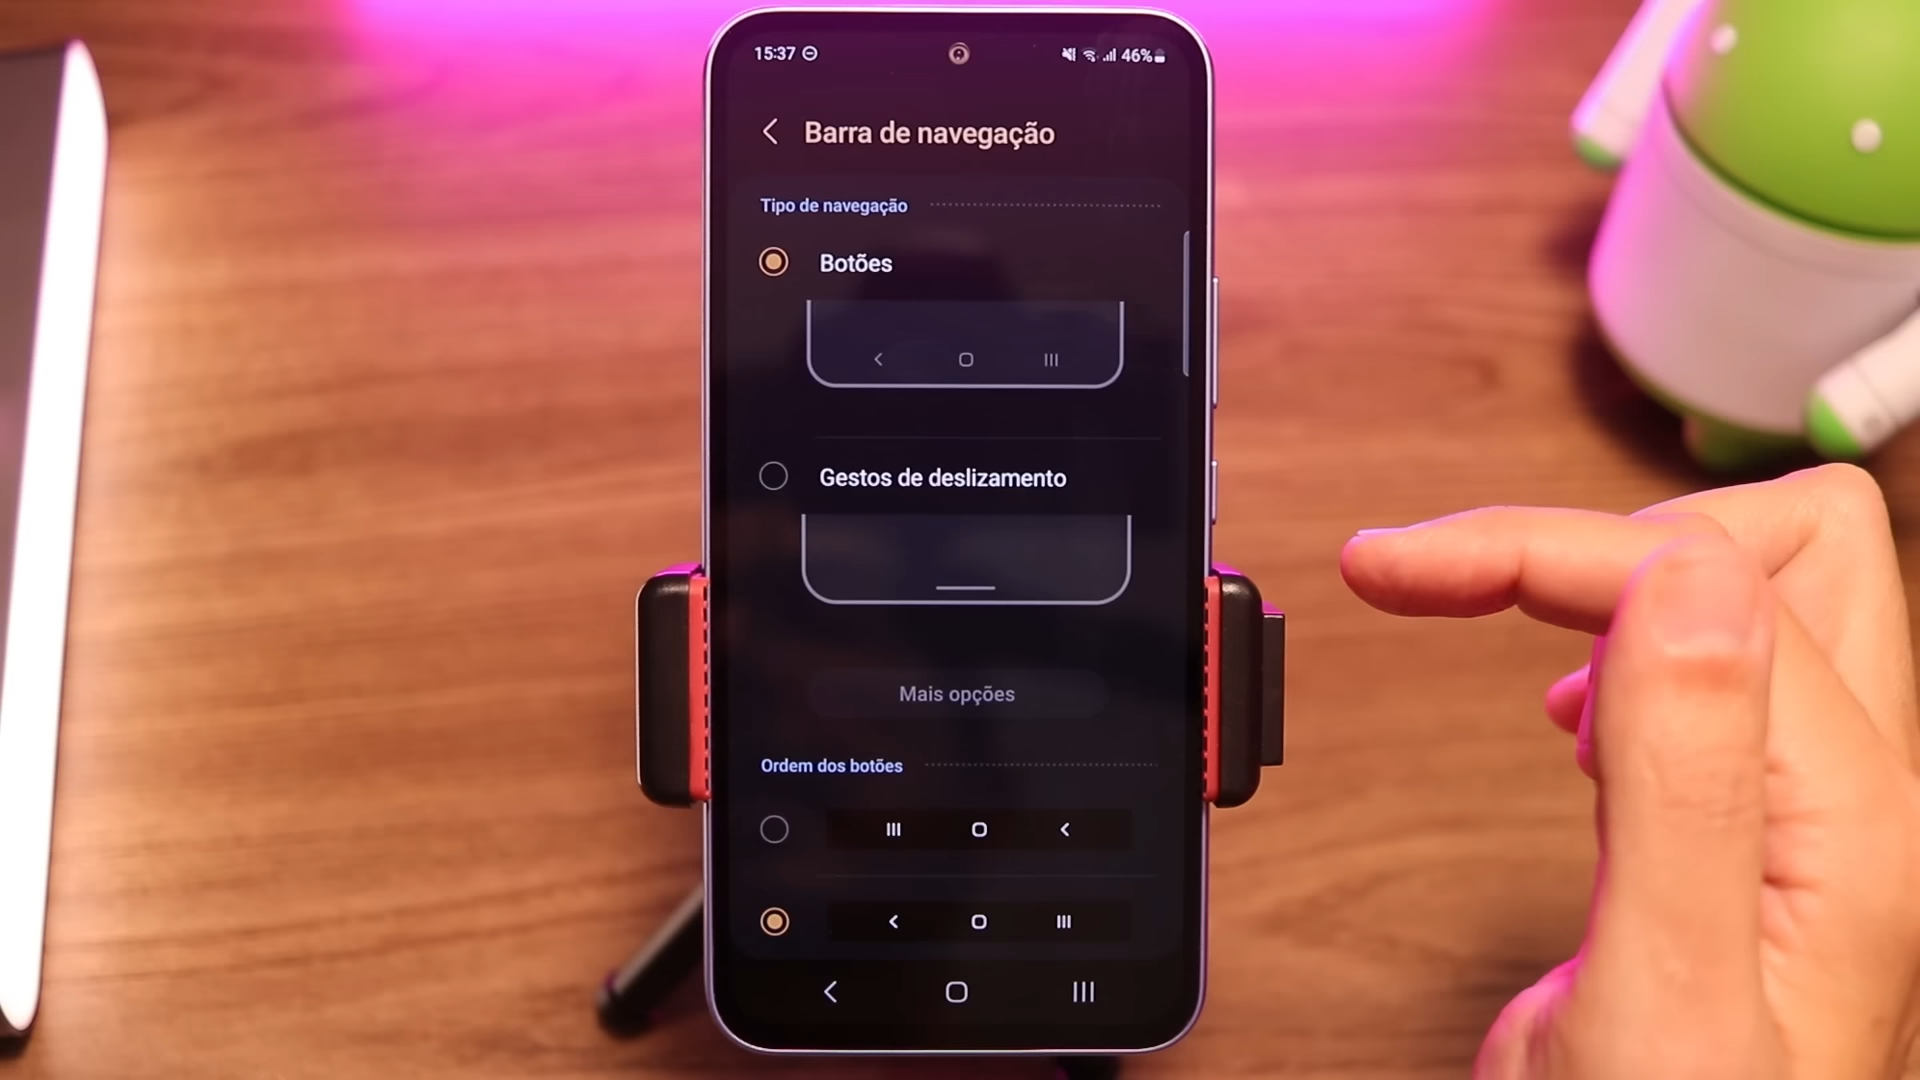 15:37
46%
Barra de navegação
Tipo de navegação
Botões
Gestos de deslizamento
Mais opções
Ordem dos botões